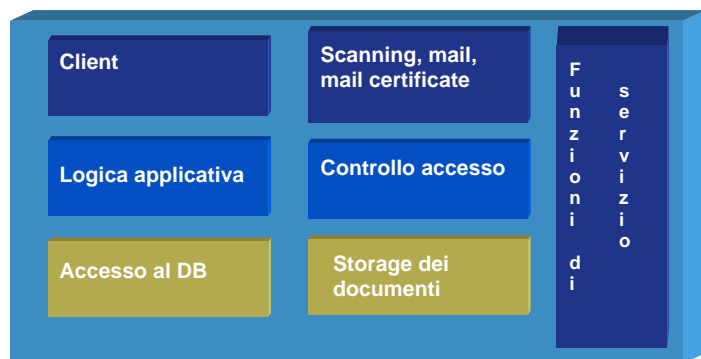 Client
Scanning, mail,
mail certificate
Logica applicativa
Controllo accesso
Accesso al DB
Storage dei
documenti
Funzioni di
servizio